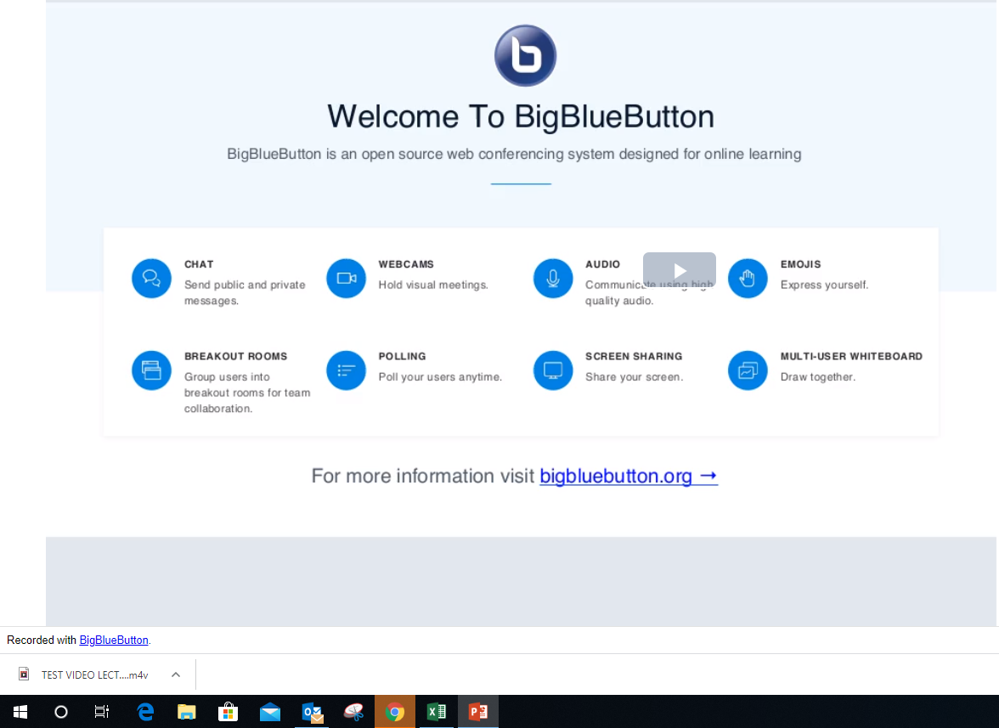 Welcome To BigBlueButton
BigBlueButton is an open source web conferencing system designed for online learning
CHAT
Send public and private
messages.
WEBCAMS
Hold visual meetings.
AUDIO
Communicate using high
quality audio.
EMOJIS
Express yourself.
BREAKOUT ROOMS
Group users into
breakout rooms for team
collaboration.
POLLING
Poll your users anytime.
SCREEN SHARING
Share your screen.
MULTI-USER WHITEBOARD
Draw together.
For more information visit bigbluebutton.org →
Recorded with BigBlueButton.
TEST VIDEO LECT....m4v